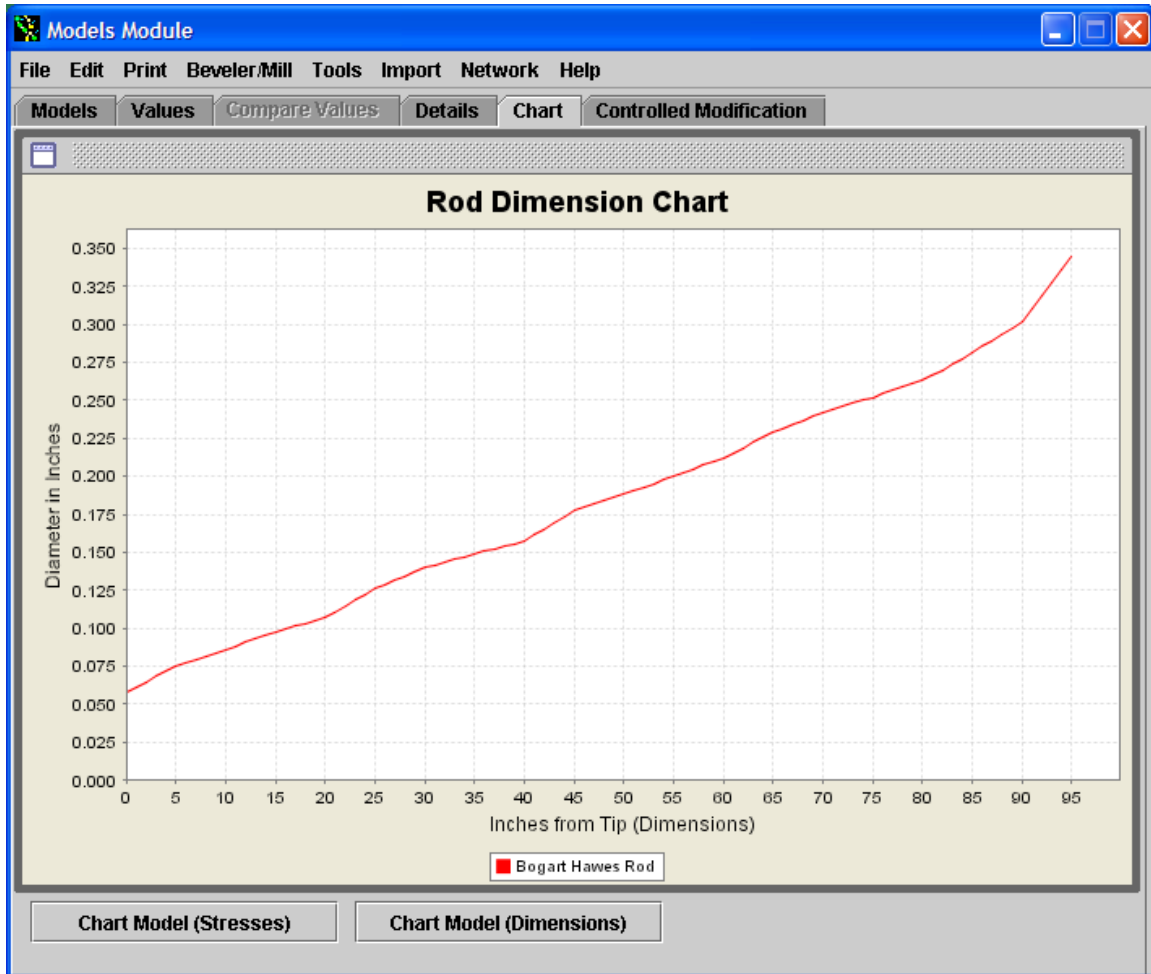 Models Module
File Edit Print Beveler/Mill Tools Import Network Help
Models Values Compare Values Details Chart Controlled Modification
Rod Dimension Chart
0.350
0.325
0.300
0.275
0.250
0.225
0.200
0.175
0.150
0.125
0.100
0.075
0.050
0.025
0.000
Diameter in Inches
0 5 10 15 20 25 30 35 40 45 50 55 60 65 70 75 80 85 90 95
Inches from Tip (Dimensions)
Bogart Hawes Rod
Chart Model (Stresses) Chart Model (Dimensions)